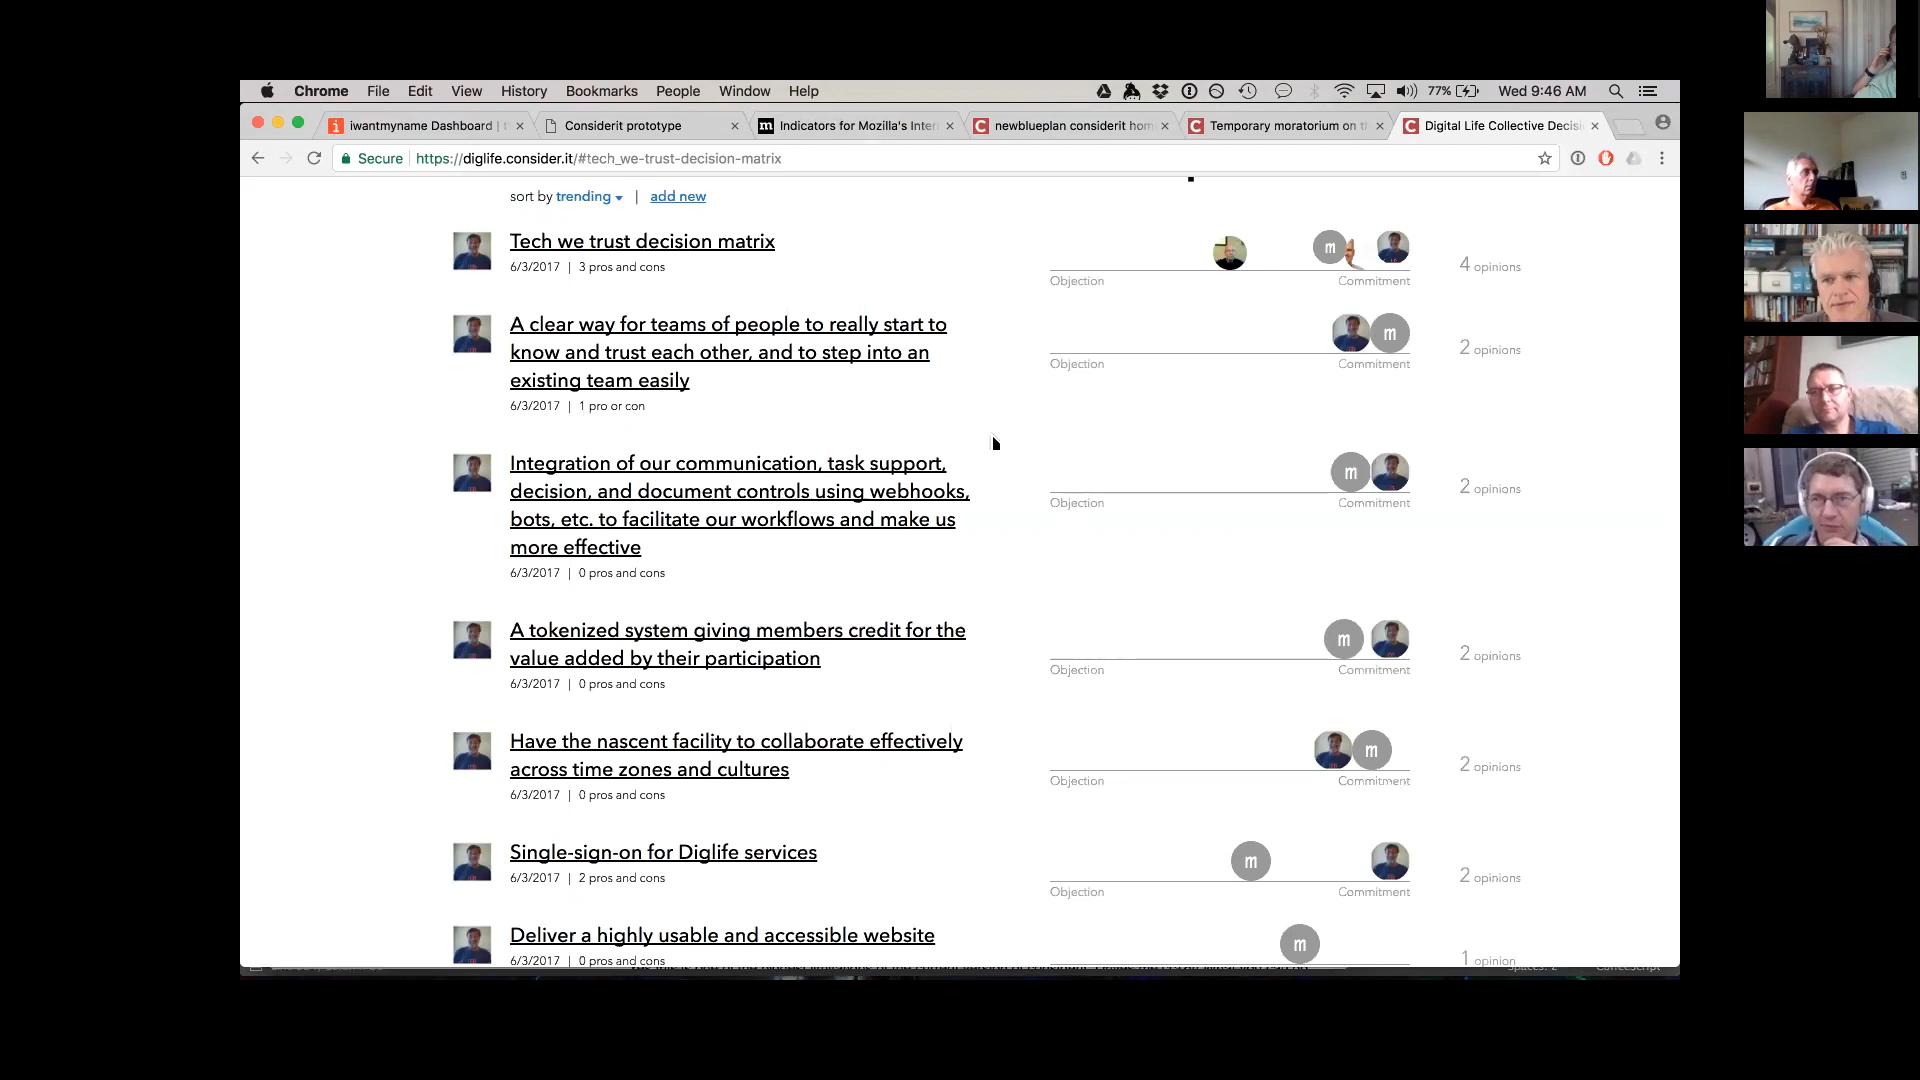 Chrome File Edit View History Bookmarks People Window Help 77% Wed 9:46 AM
iwantmyname Dashboard | Considerit prototype Indicators for Mozilla's Inter newblueplan considerit hom Temporary moratorium on th Digital Life Collective Decisi
Secure https://diglife.consider.it/#tech_we-trust-decision-matrix
sort by trending | add new
Tech we trust decision matrix
6/3/2017 | 3 pros and cons
m
Objection Commitment
4 opinions
A clear way for teams of people to really start to
know and trust each other, and to step into an
existing team easily
6/3/2017 | 1 pro or con
m
Objection Commitment
2 opinions
Integration of our communication, task support,
decision, and document controls using webhooks,
bots, etc. to facilitate our workflows and make us
more effective
6/3/2017 | 0 pros and cons
m
Objection Commitment
2 opinions
A tokenized system giving members credit for the
value added by their participation
6/3/2017 | 0 pros and cons
m
Objection Commitment
2 opinions
Have the nascent facility to collaborate effectively
across time zones and cultures
6/3/2017 | 0 pros and cons
m
Objection Commitment
2 opinions
Single-sign-on for Diglife services
6/3/2017 | 2 pros and cons
m
Objection Commitment
2 opinions
Deliver a highly usable and accessible website
6/3/2017 | 0 pros and cons
m
1 opinion
Spaces: 2 CoffeeScript